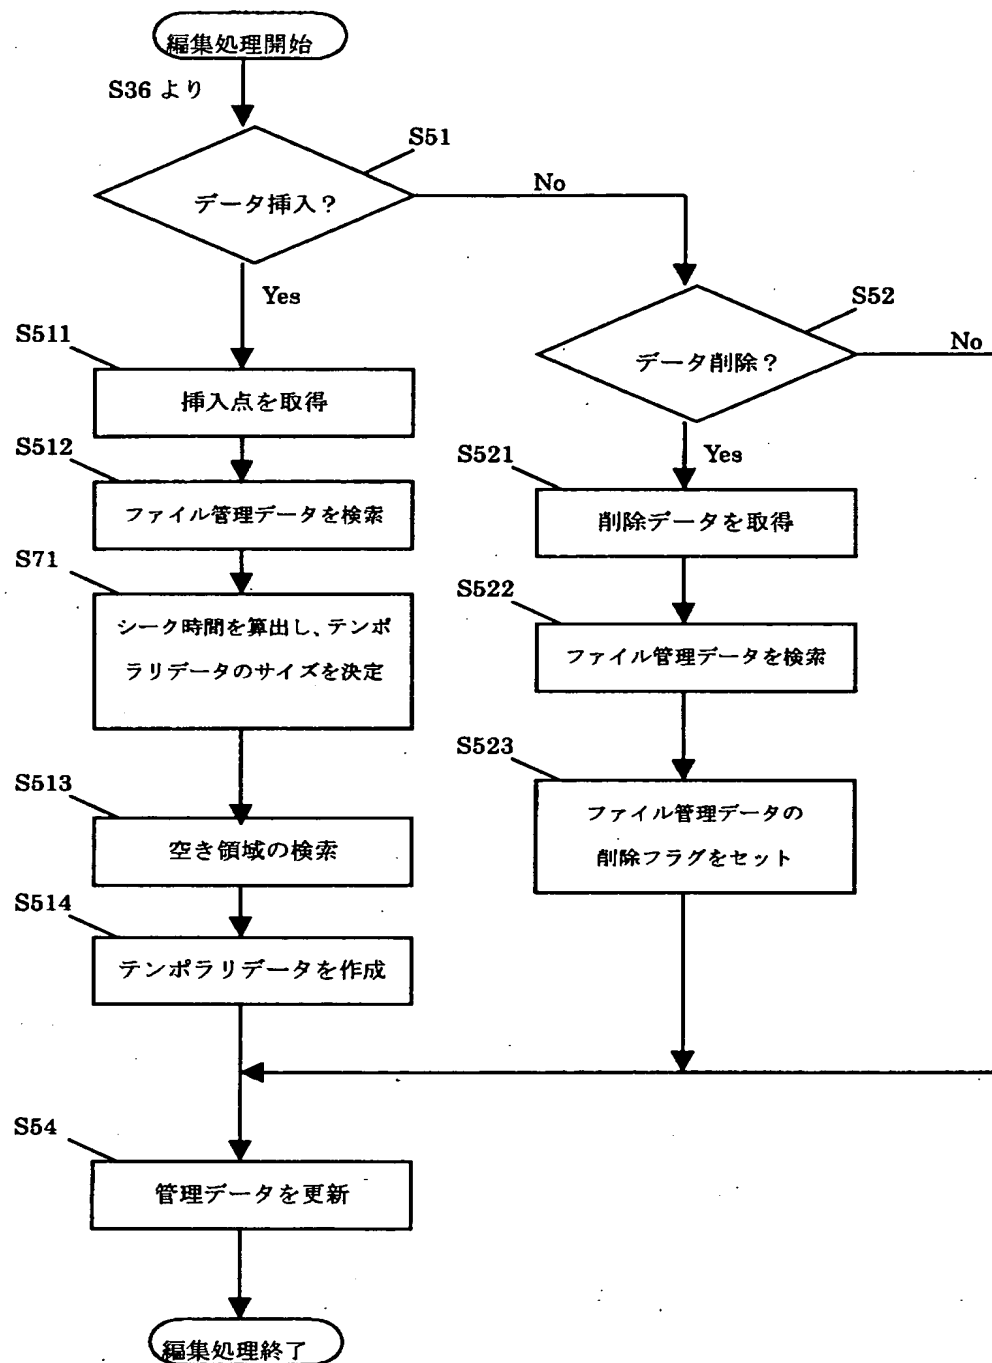 編集処理開始
S36 より
S51
データ挿入？
No
Yes
S52
データ削除？
No
S511
挿入点を取得
Yes
S512
ファイル管理データを検索
S521
削除データを取得
S71
シーク時間を算出し、テンポ
ラリデータのサイズを決定
S522
ファイル管理データを検索
S523
ファイル管理データの
削除フラグをセット
S513
空き領域の検索
S514
テンポラリデータを作成
S54
管理データを更新
編集処理終了